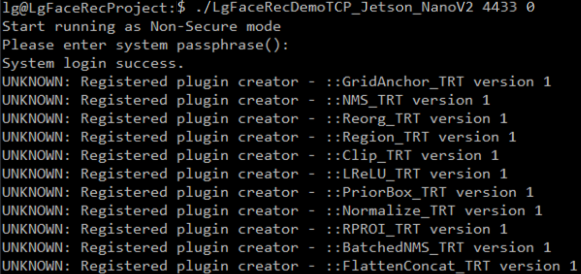 lg@LgFaceRecProject:$ ./LgFaceRecDemoTCP_Jetson_NanoV2 4433 0
Start running as Non-Secure mode
Please enter system passphrase():
System login success.
UNKNOWN: Registered plugin creator - ::GridAnchor_TRT version 1
UNKNOWN: Registered plugin creator - ::NMS_TRT version 1
UNKNOWN: Registered plugin creator - ::Reorg_TRT version 1
UNKNOWN: Registered plugin creator - ::Region_TRT version 1
UNKNOWN: Registered plugin creator - ::Clip_TRT version 1
UNKNOWN: Registered plugin creator - ::LReLU_TRT version 1
UNKNOWN: Registered plugin creator - ::PriorBox_TRT version 1
UNKNOWN: Registered plugin creator - ::Normalize_TRT version 1
UNKNOWN: Registered plugin creator - ::RPROI_TRT version 1
UNKNOWN: Registered plugin creator - ::BatchedNMS_TRT version 1
UNKNOWN: Registered plugin creator - ::FlattenConcat_TRT version 1